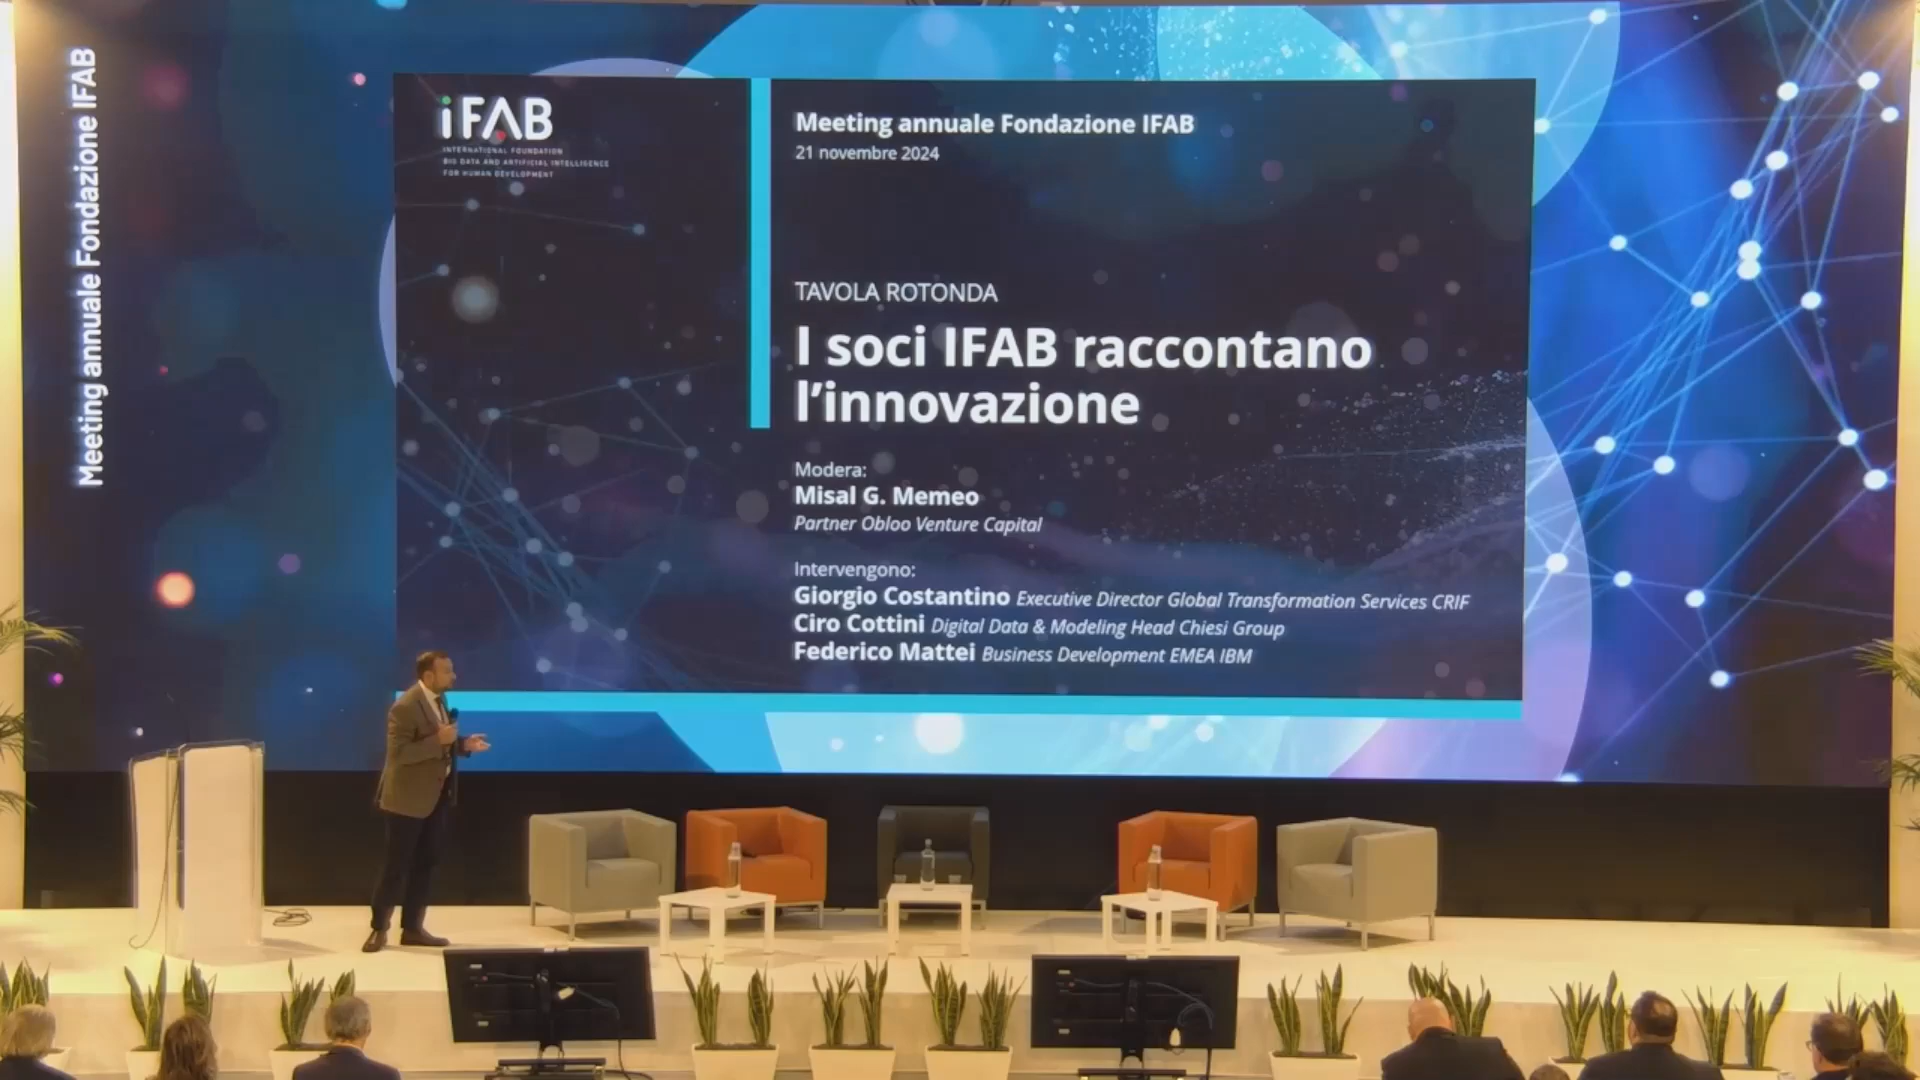 Meeting annuale Fondazione IFAB
iFAB
INTERNATIONAL FOUNDATION
BIG DATA AND ARTIFICIAL INTELLIGENCE
FOR HUMAN DEVELOPMENT
Meeting annuale Fondazione IFAB
21 novembre 2024
TAVOLA ROTONDA
I soci IFAB raccontano
l’innovazione
Modera:
Misal G. Memeo
Partner Obloo Venture Capital
Intervengono:
Giorgio Costantino Executive Director Global Transformation Services CRIF
Ciro Cottini Digital Data & Modeling Head Chiesi Group
Federico Mattei Business Development EMEA IBM